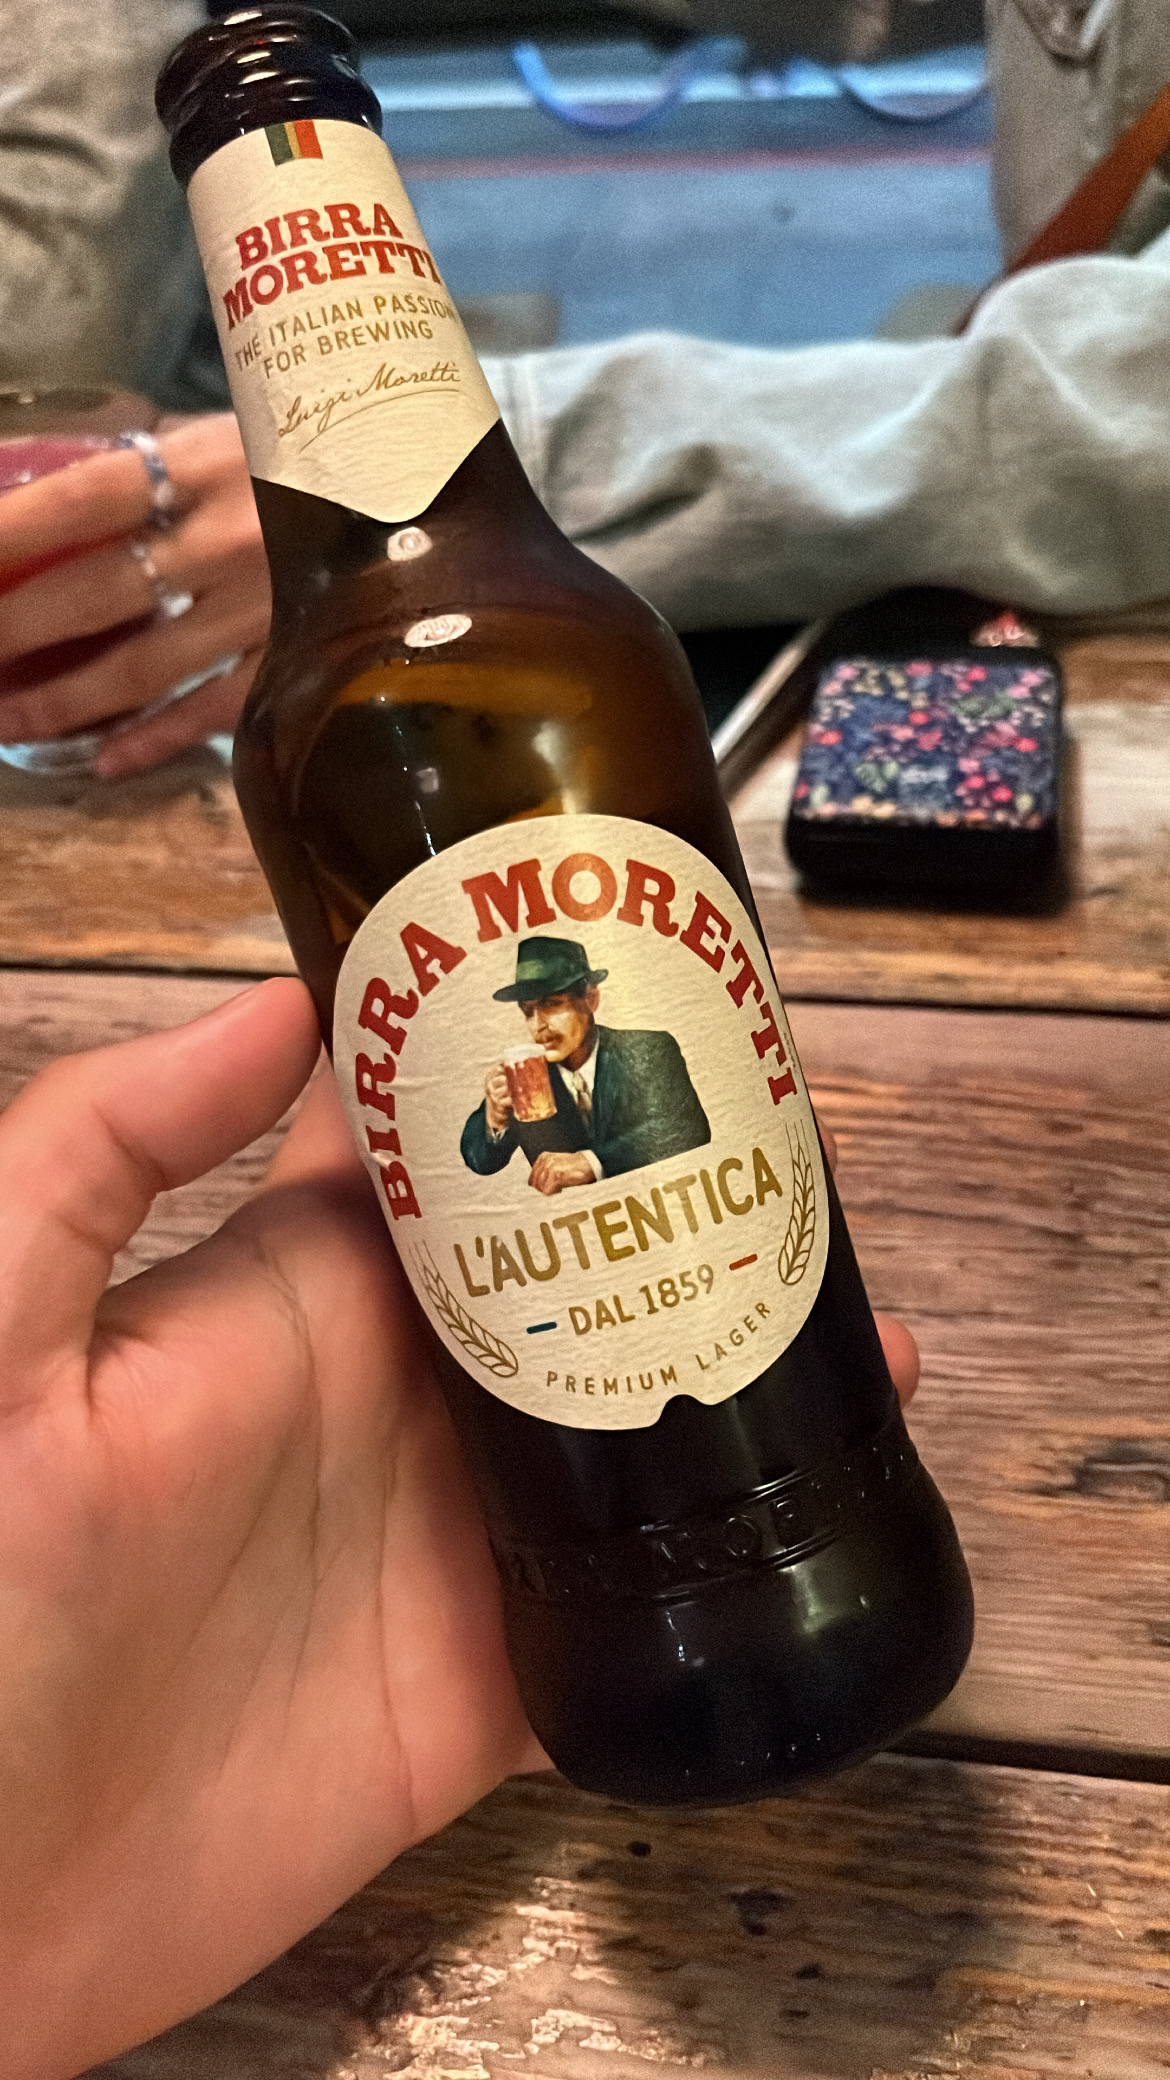 BIRRA
MORETTI
THE ITALIAN PASSION
FOR BREWING
Luigi Moretti
BIRRA MORETTI
L'AUTENTICA
DAL 1859
PREMIUM LAGER